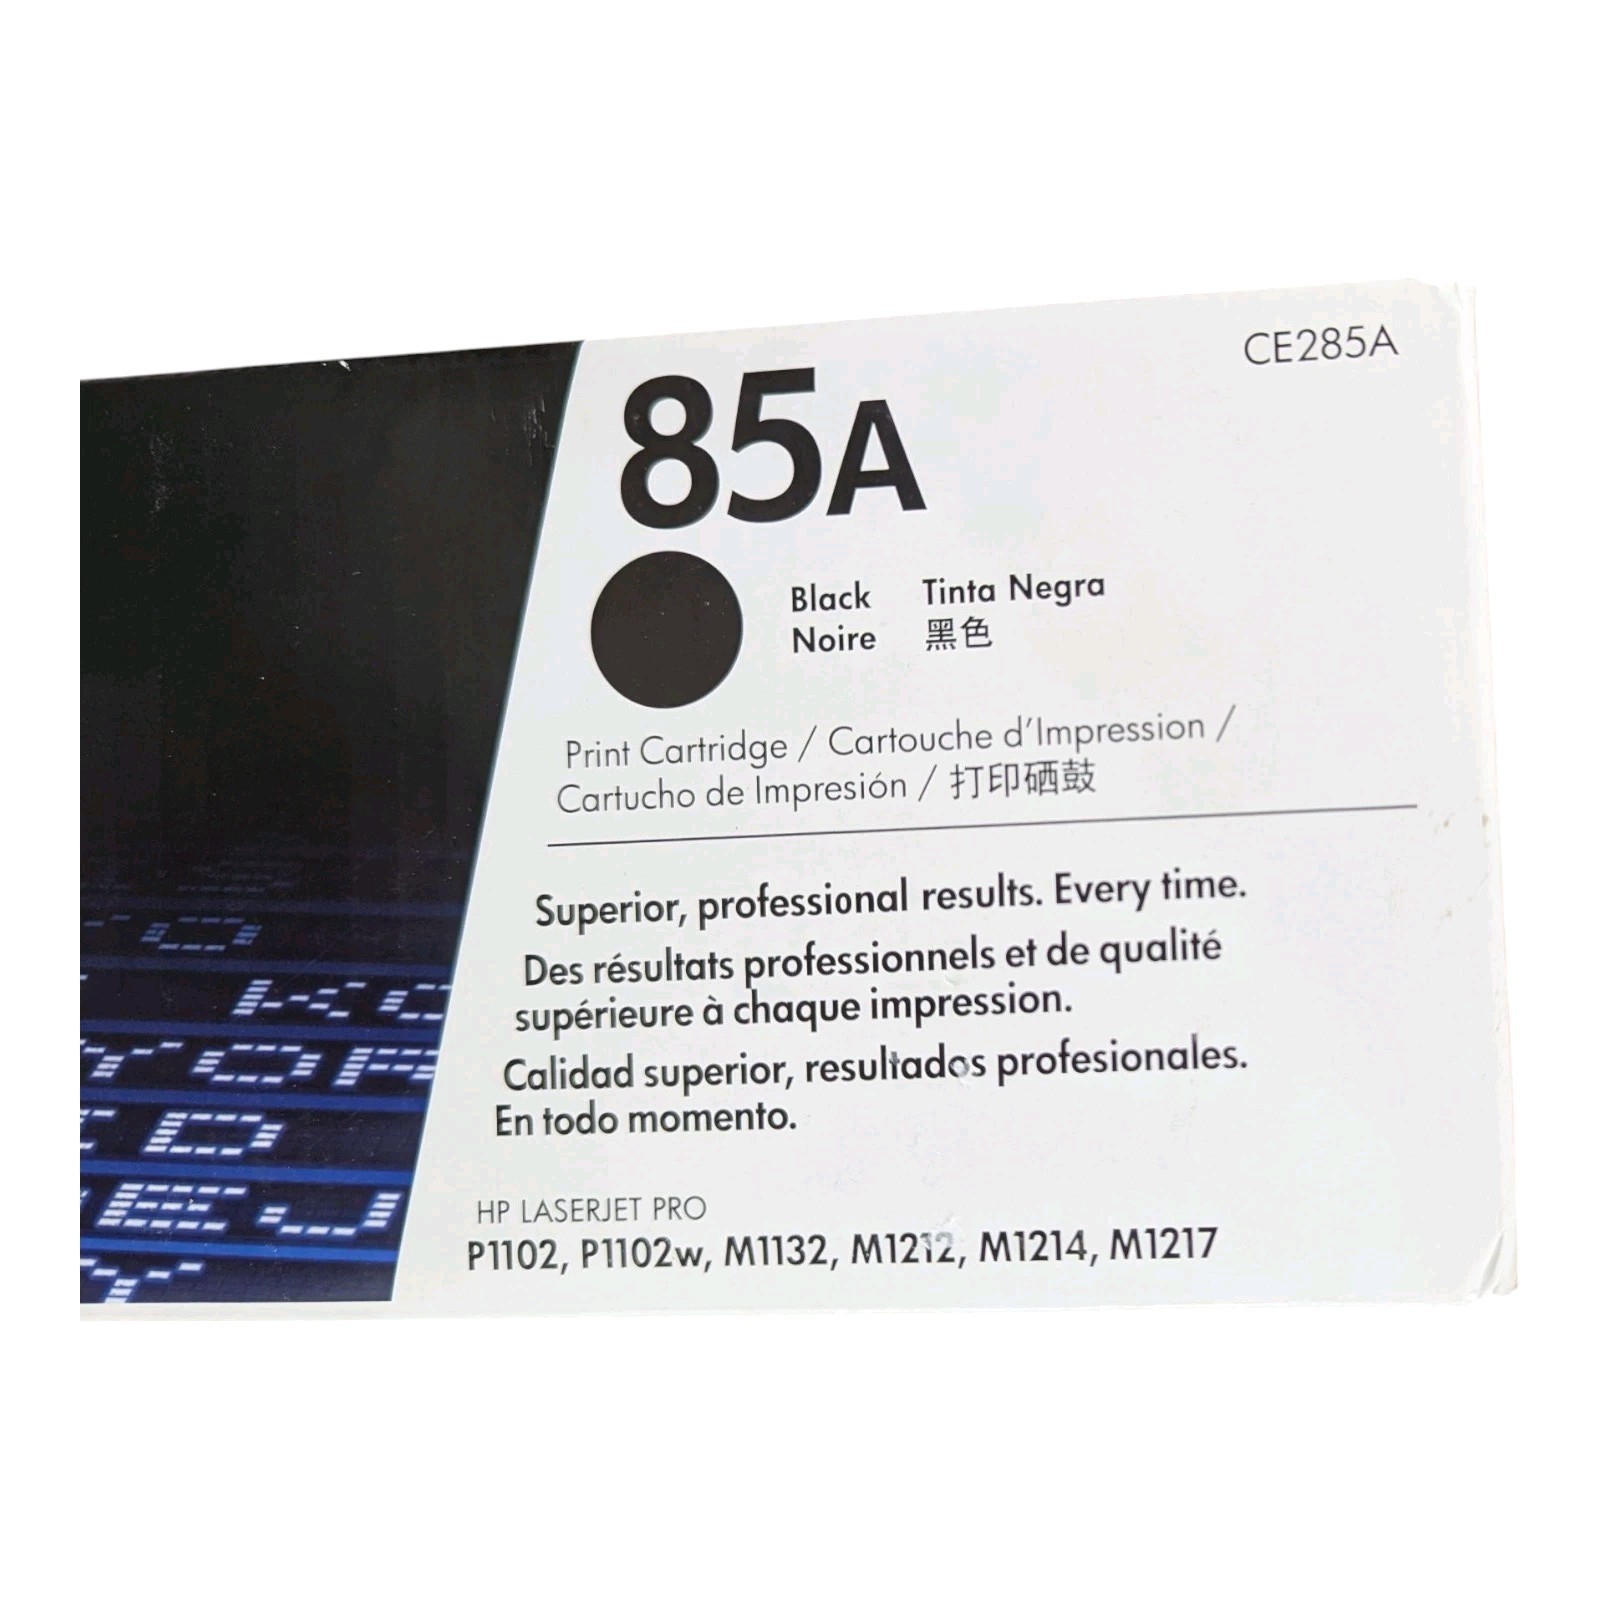 CE285A
85A
Black Tinta Negra
Noire 黑色
Print Cartridge / Cartouche d'Impression /
Cartucho de Impresión / 打印硒鼓
Superior, professional results. Every time.
Des résultats professionnels et de qualité
supérieure à chaque impression.
Calidad superior, resultados profesionales.
En todo momento.
HP LASERJET PRO
P1102, P1102w, M1132, M1212, M1214, M1217